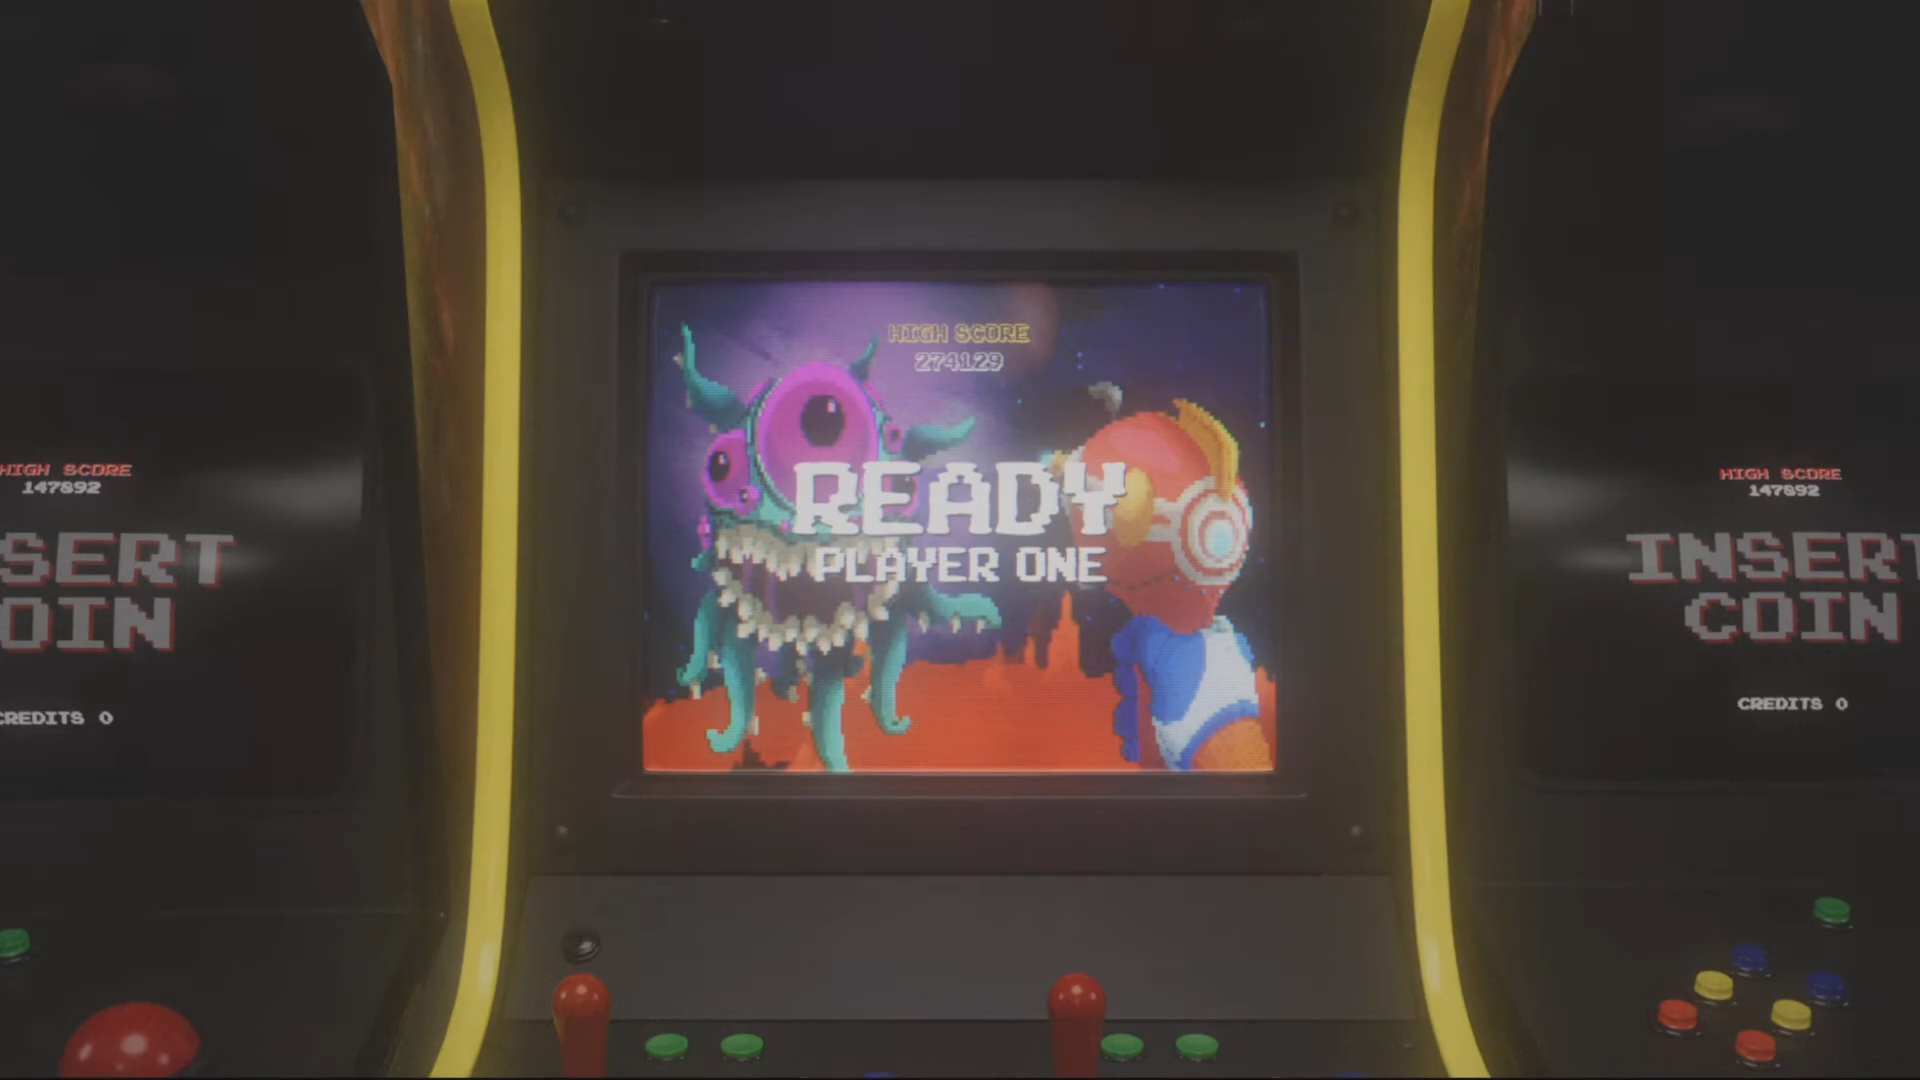 HIGH SCORE
147892
SERT
OIN
CREDITS 0
HIGH SCORE
274129
READY
PLAYER ONE
HIGH SCORE
147892
INSERT
COIN
CREDITS 0